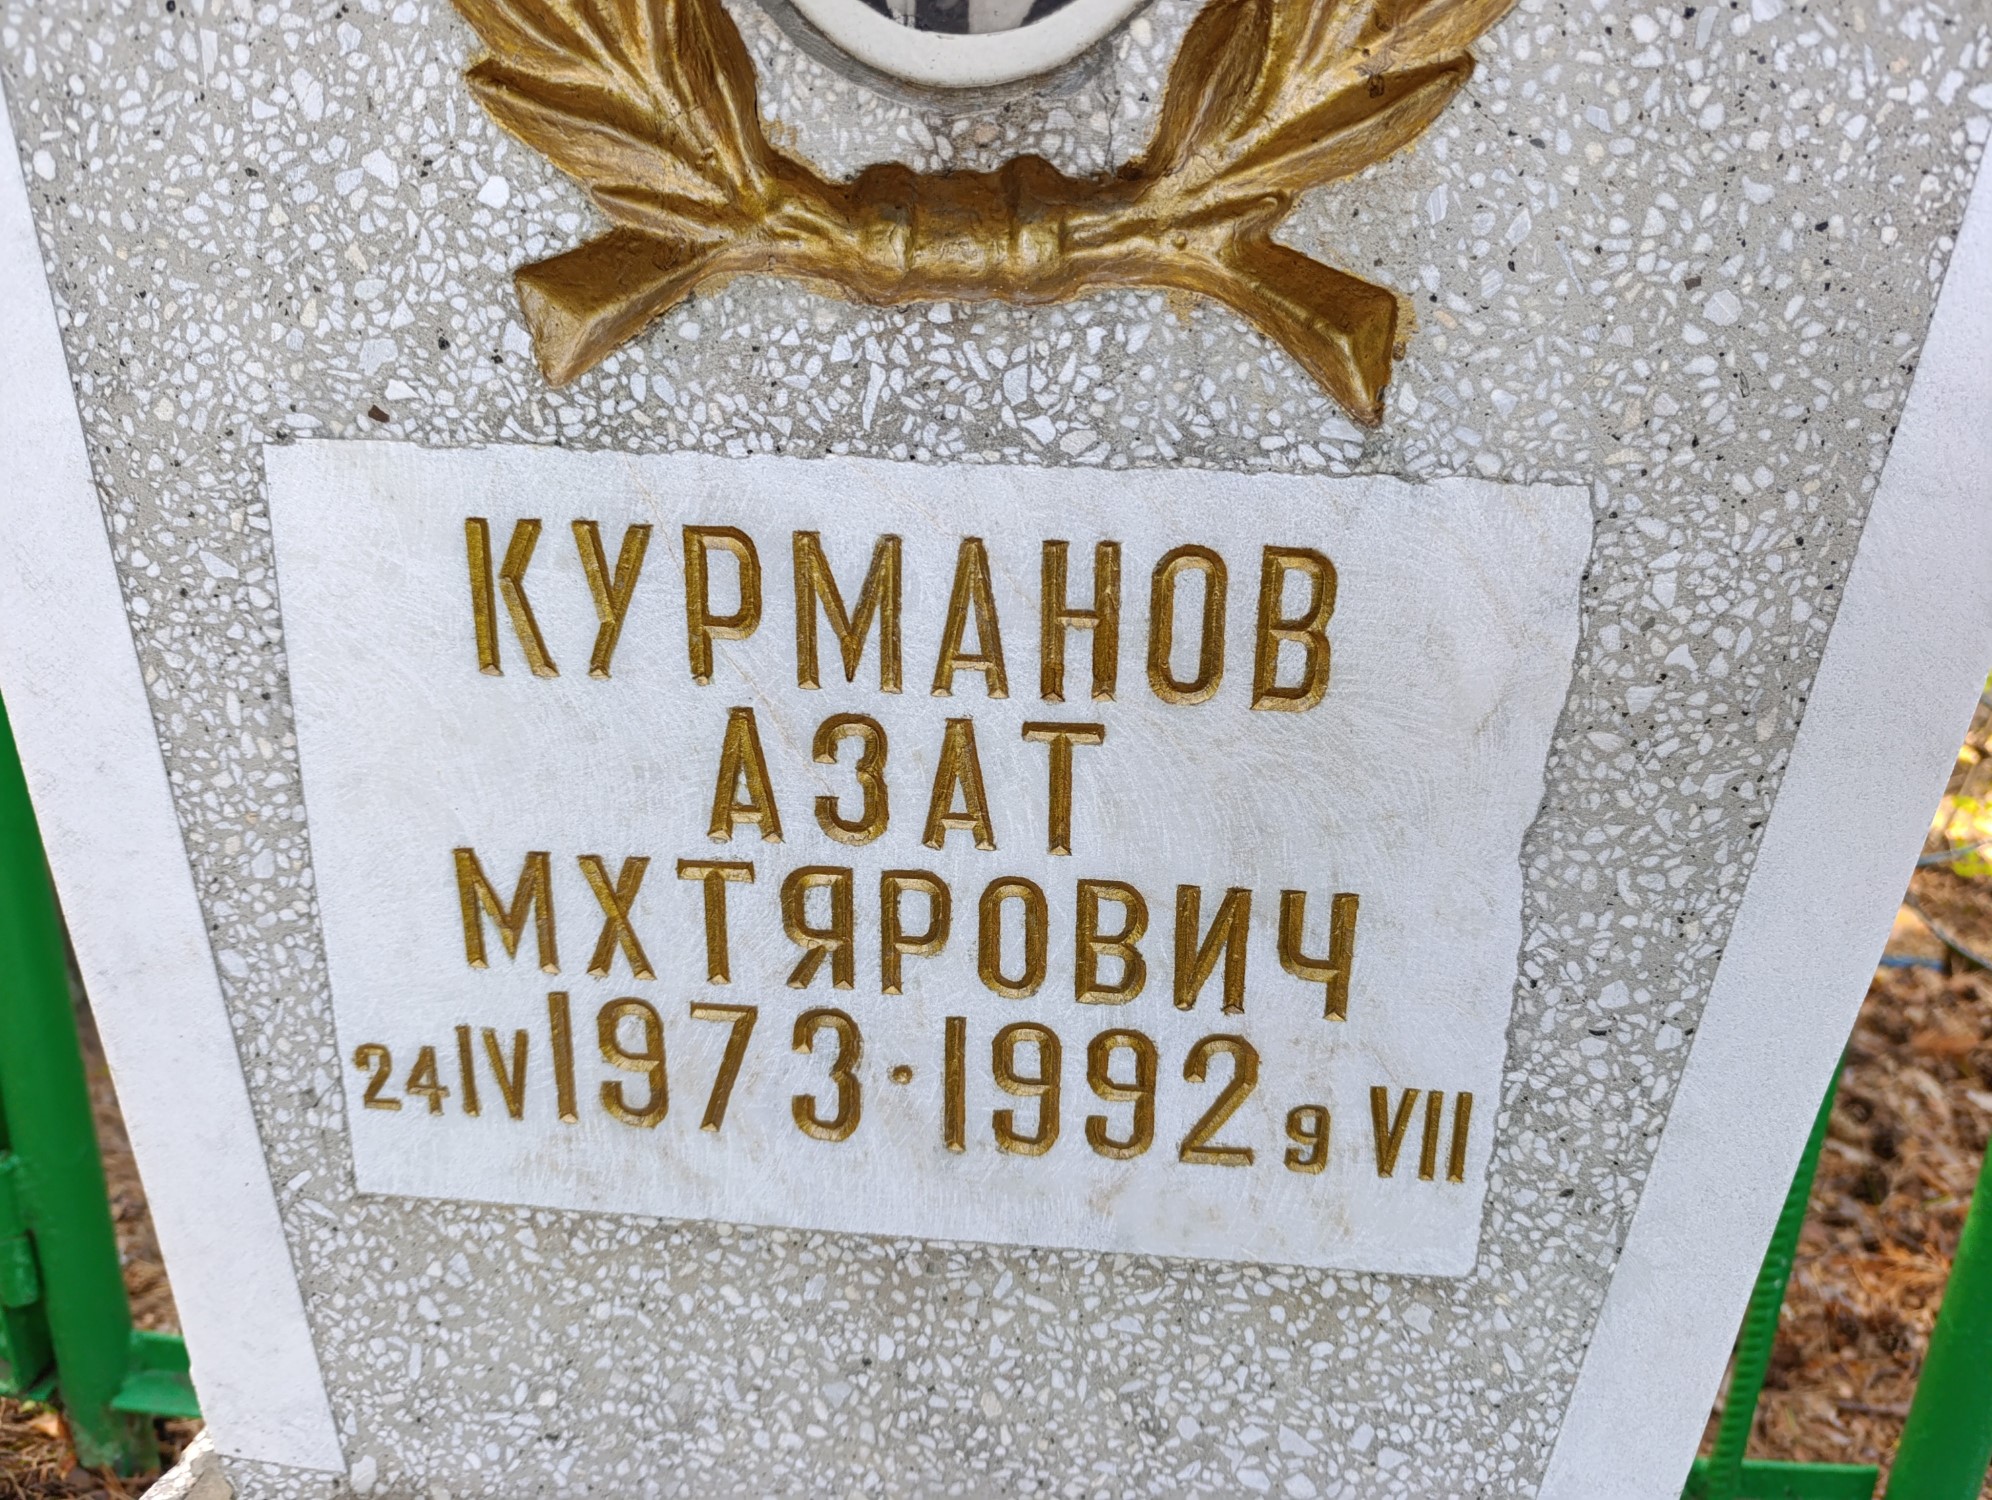 КУРМАНОВ
АЗАТ
МХТЯРОВИЧ
24 IV 1973 · 1992 9 VII